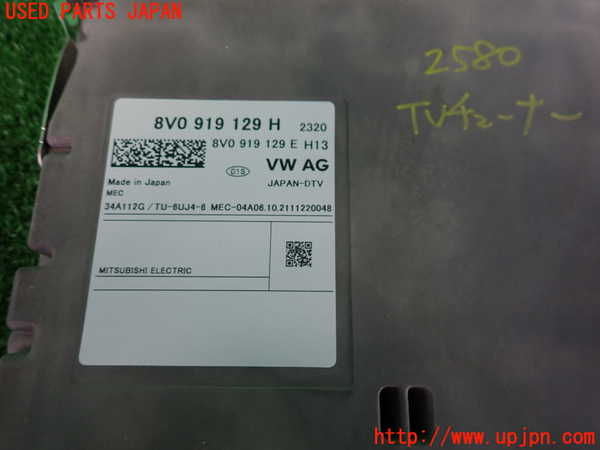 USED PARTS JAPAN
2580
TVチューナー
8V0 919 129 H 2320
8V0 919 129 E H13
01S VW AG
Made in Japan JAPAN-DTV
MEC
34A112G / TU-6UJ4-6 MEC-04A06.10.2111220048
MITSUBISHI ELECTRIC
http://www.upjpn.com/